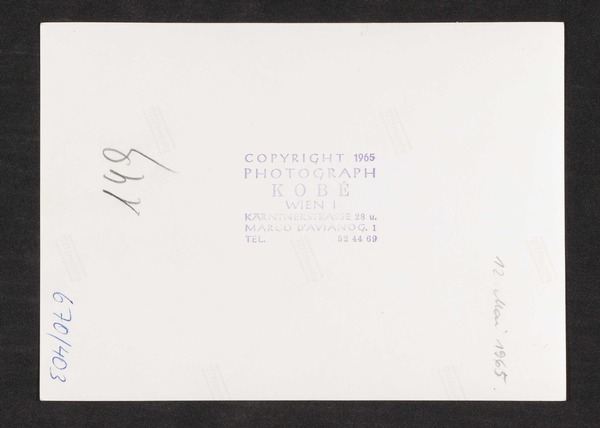 149
COPYRIGHT 1965
PHOTOGRAPH
KOBÉ
WIEN I
KÄRNTNERSTRASSE 28 u.
MARCO D'AVIANOG. 1
TEL. 52 44 69
12. Mai 1965.
670/403